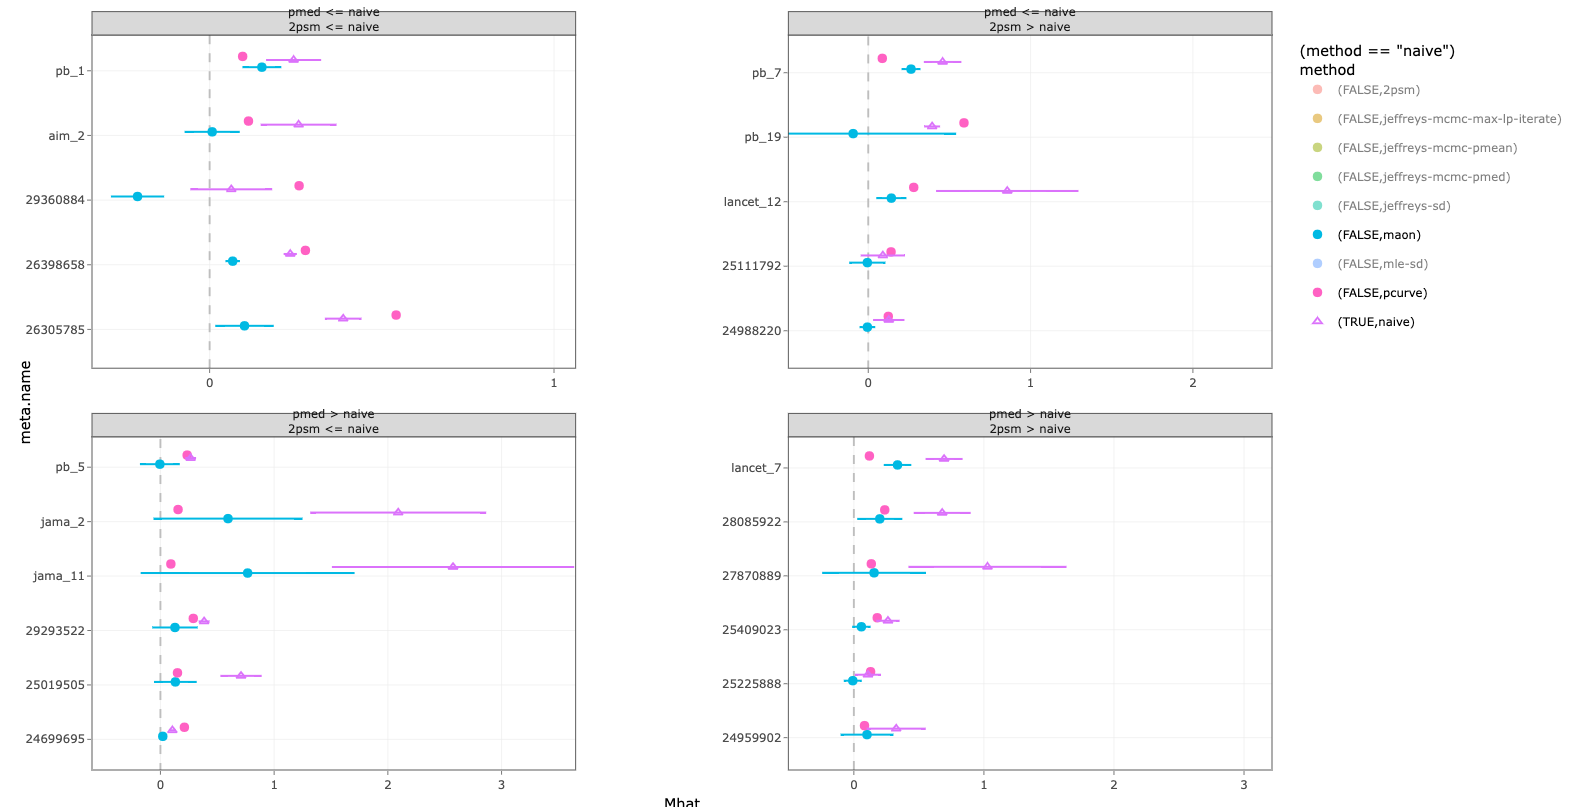 pmed <= naive
2psm <= naive
pb_1
aim_2
29360884
26398658
26305785
0
1
pmed <= naive
2psm > naive
pb_7
pb_19
lancet_12
25111792
24988220
0
1
2
pmed > naive
2psm <= naive
pb_5
jama_2
jama_11
29293522
25019505
24699695
0
1
2
3
pmed > naive
2psm > naive
lancet_7
28085922
27870889
25409023
25225888
24959902
0
1
2
3
meta.name
Mhat
(method == "naive")
method
(FALSE,2psm)
(FALSE,jeffreys-mcmc-max-lp-iterate)
(FALSE,jeffreys-mcmc-pmean)
(FALSE,jeffreys-mcmc-pmed)
(FALSE,jeffreys-sd)
(FALSE,maon)
(FALSE,mle-sd)
(FALSE,pcurve)
(TRUE,naive)